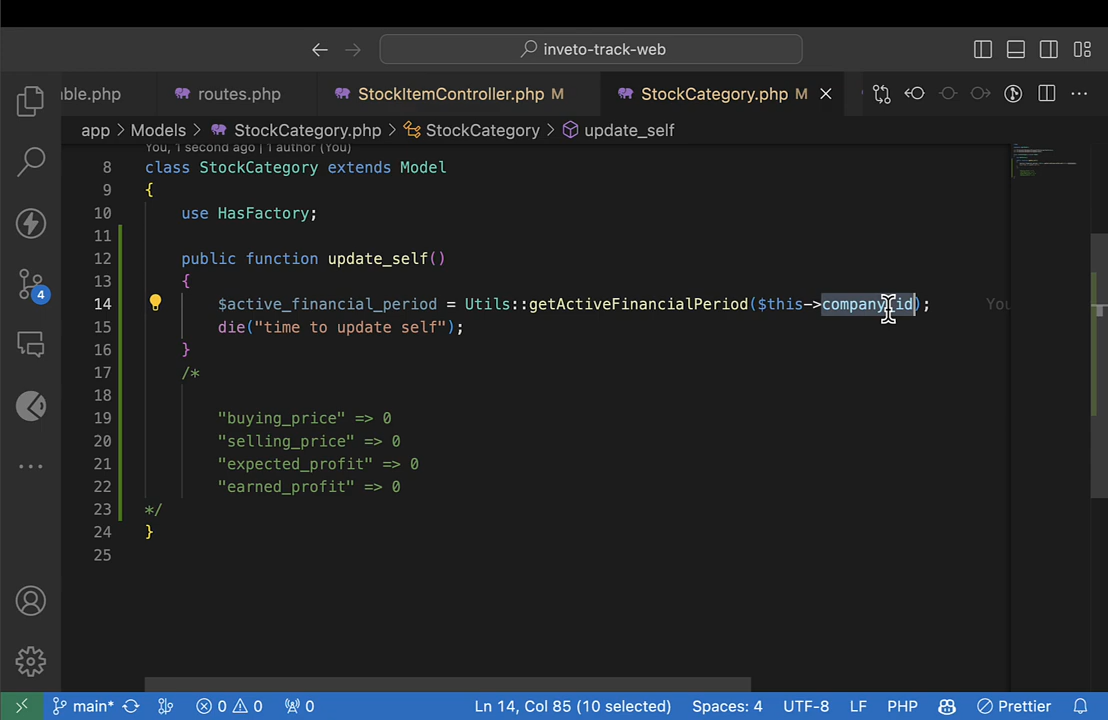 inveto-track-web
ble.php
routes.php
StockItemController.php M
StockCategory.php M
app > Models > StockCategory.php > StockCategory > update_self
You, 1 second ago | 1 author (You)
8 class StockCategory extends Model
9 {
10 use HasFactory;
11
12 public function update_self()
13 {
14 $active_financial_period = Utils::getActiveFinancialPeriod($this->company_id); You
15 die("time to update self");
16 }
17 /*
18
19 "buying_price" => 0
20 "selling_price" => 0
21 "expected_profit" => 0
22 "earned_profit" => 0
23 */
24 }
25
4
main* 0 0 0 Ln 14, Col 85 (10 selected) Spaces: 4 UTF-8 LF PHP Prettier